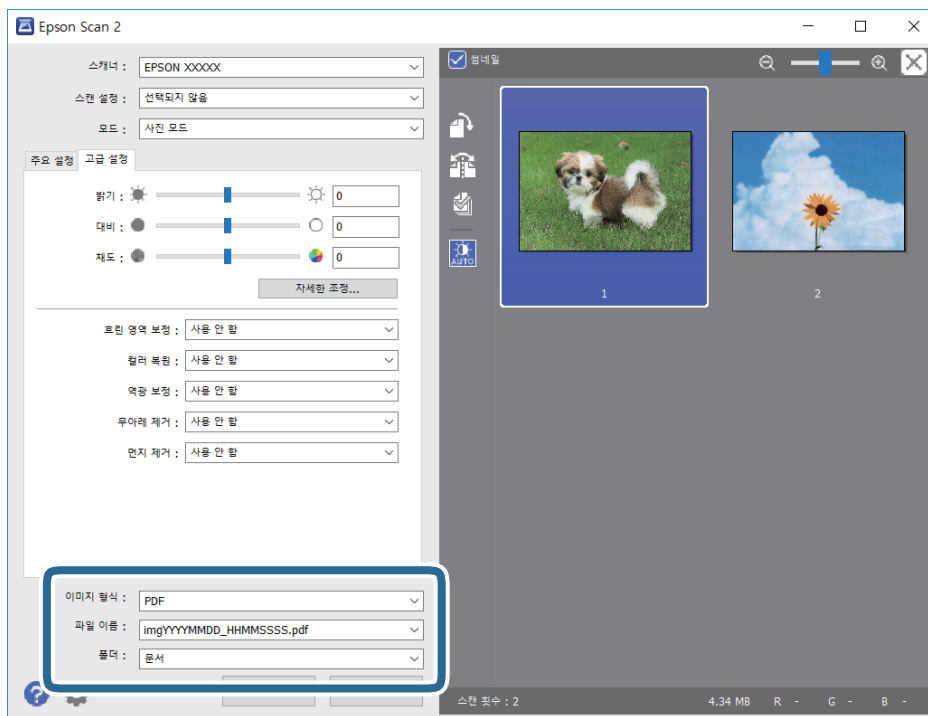 Epson Scan 2
스캐너 : EPSON XXXXX
스캔 설정 : 선택되지 않음
모드 : 사진 모드
주요 설정 고급 설정
밝기 : 0
대비 : 0
채도 : 0
자세한 조정...
흐린 영역 보정 : 사용 안 함
컬러 복원 : 사용 안 함
역광 보정 : 사용 안 함
무아레 제거 : 사용 안 함
먼지 제거 : 사용 안 함
이미지 형식 : PDF
파일 이름 : imgYYYYMMDD_HHMMSSSS.pdf
폴더 : 문서
?
썸네일
AUTO
1
2
스캔 횟수 : 2
4.34 MB R - G - B -